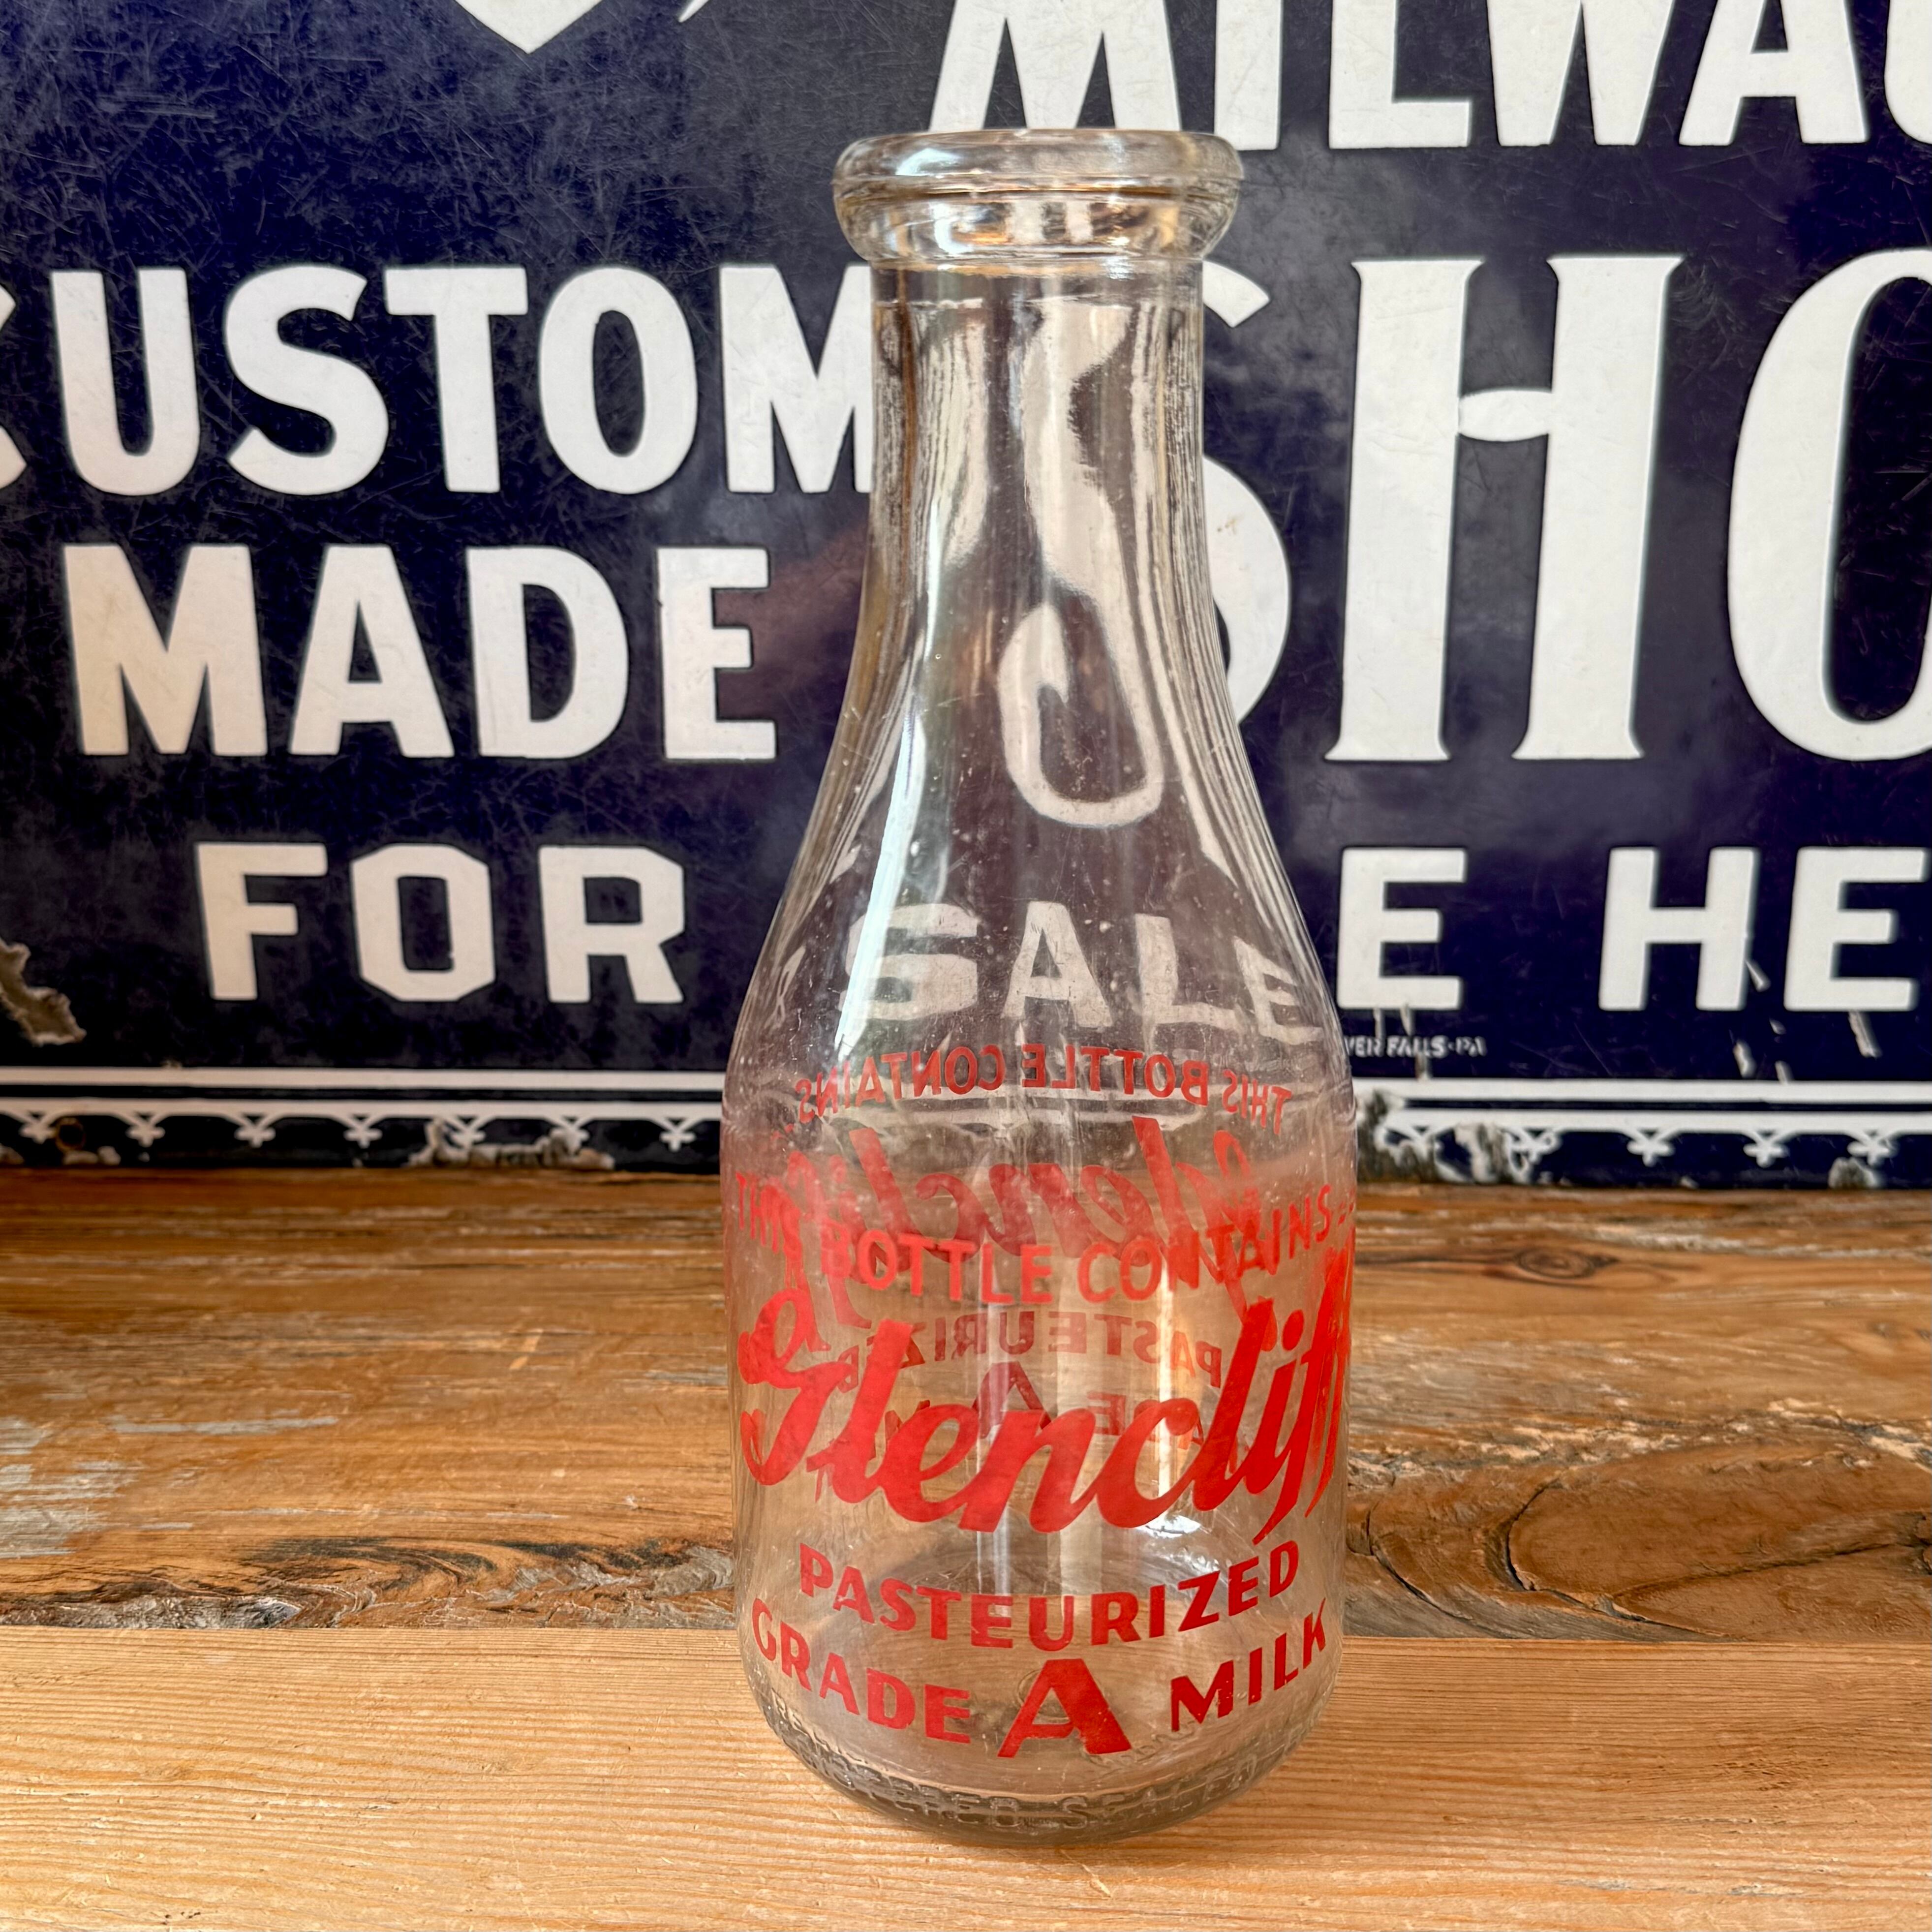 MILWAU
CUSTOM
MADE
SHO
FOR SALE HE
VER FALLS-PA
THIS BOTTLE CONTAINS
Glencliff
PASTEURIZED
GRADE A MILK